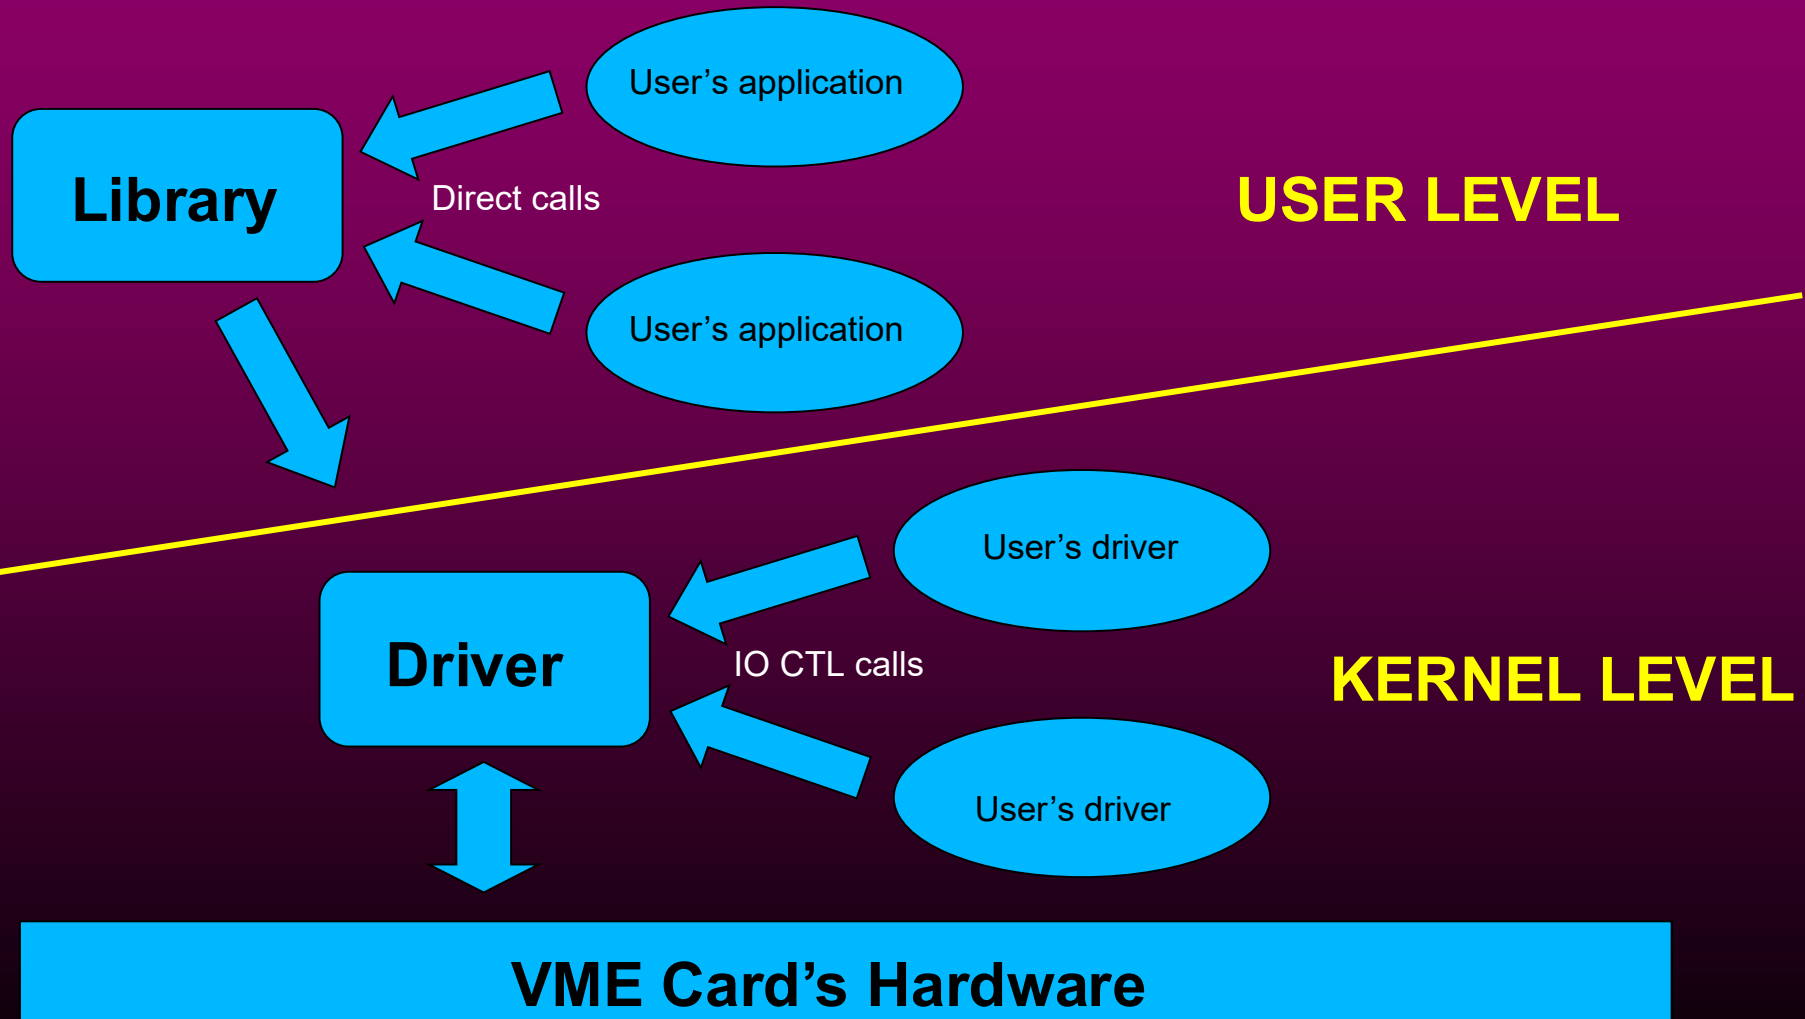 User’s application
Library
Direct calls
USER LEVEL
User’s application
User’s driver
Driver
IO CTL calls
KERNEL LEVEL
User’s driver
VME Card’s Hardware